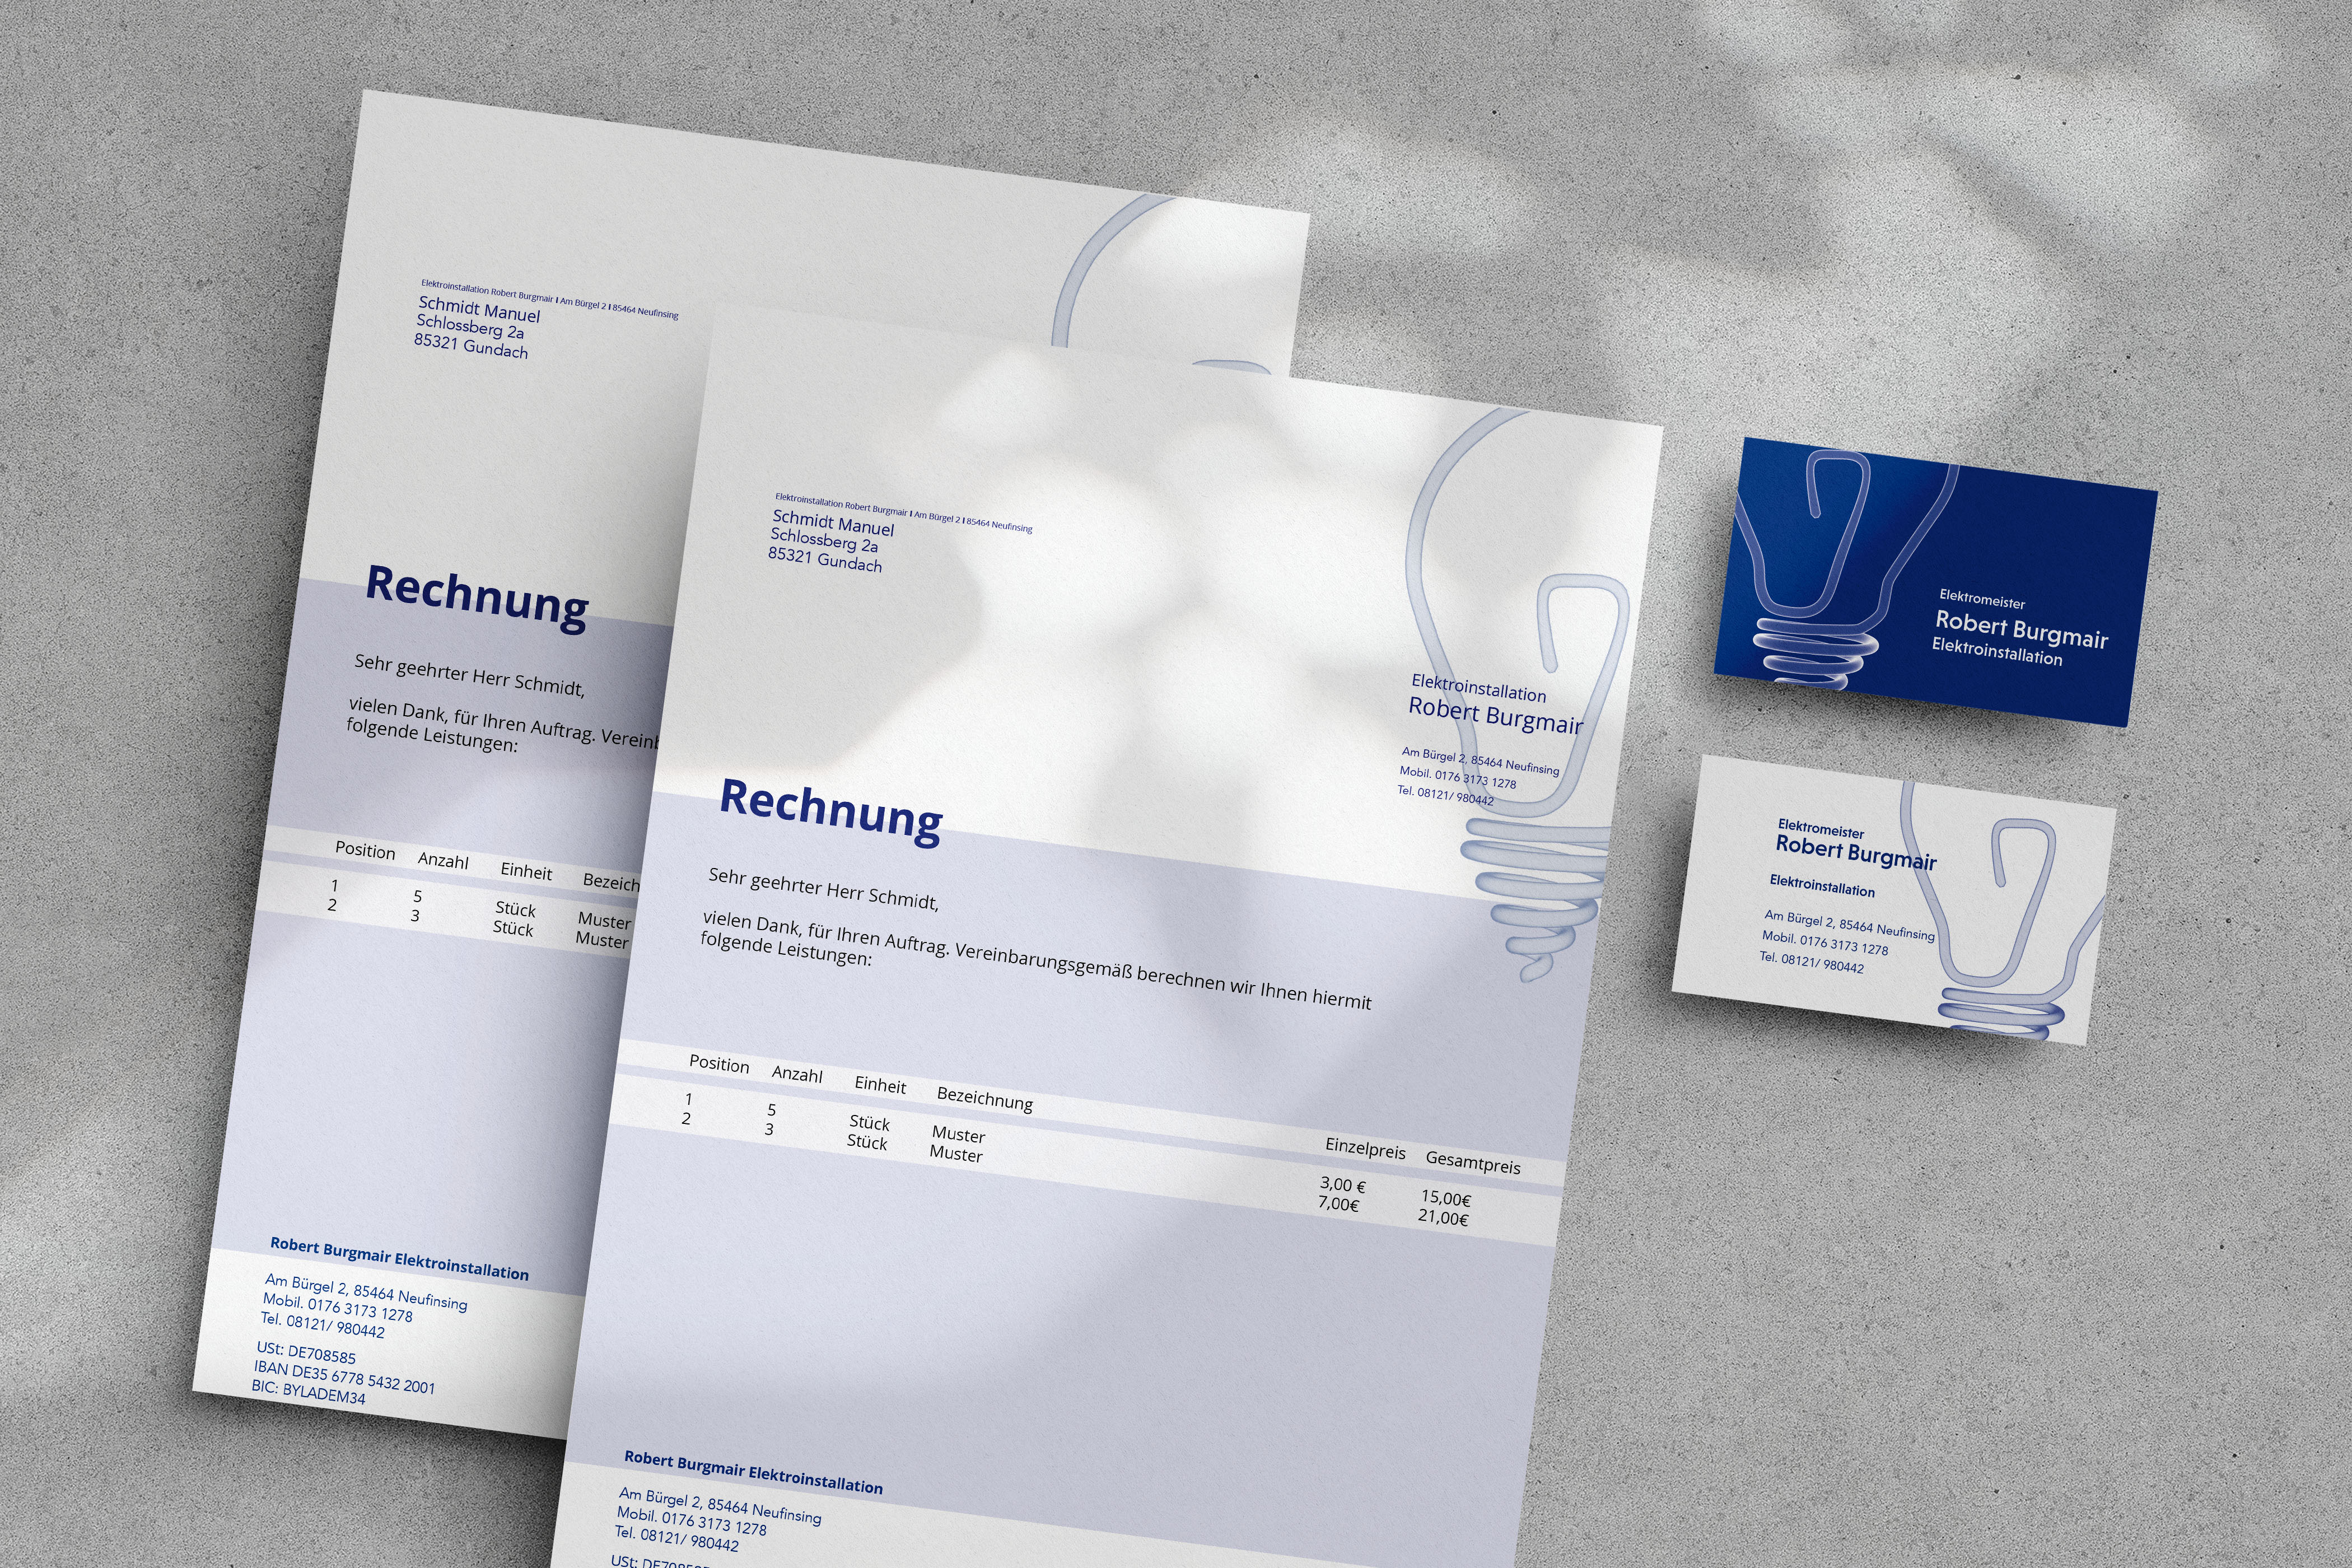 Elektroinstallation Robert Burgmair I Am Bürgel 2 I 85464 Neufinsing
Schmidt Manuel
Schlossberg 2a
85321 Gundach
Rechnung
Sehr geehrter Herr Schmidt,
vielen Dank, für Ihren Auftrag.
folgende Leistungen:
Position Anzahl Einheit
1 5 Stück Muster
2 3 Stück Muster
Robert Burgmair Elektroinstallation
Am Bürgel 2, 85464 Neufinsing
Mobil. 0176 3173 1278
Tel. 08121/ 980442
USt: DE708585
IBAN DE35 6778 5432 2001
BIC: BYLADEM34
Elektroinstallation Robert Burgmair I Am Bürgel 2 I 85464 Neufinsing
Schmidt Manuel
Schlossberg 2a
85321 Gundach
Elektroinstallation
Robert Burgmair
Am Bürgel 2, 85464 Neufinsing
Mobil. 0176 3173 1278
Tel. 08121/ 980442
Rechnung
Sehr geehrter Herr Schmidt,
vielen Dank, für Ihren Auftrag. Vereinbarungsgemäß berechnen wir Ihnen hiermit
folgende Leistungen:
Position Anzahl Einheit Bezeichnung Einzelpreis Gesamtpreis
1 5 Stück Muster 3,00 € 15,00€
2 3 Stück Muster 7,00€ 21,00€
Robert Burgmair Elektroinstallation
Am Bürgel 2, 85464 Neufinsing
Mobil. 0176 3173 1278
Tel. 08121/ 980442
USt:
Elektromeister
Robert Burgmair
Elektroinstallation
Elektromeister
Robert Burgmair
Elektroinstallation
Am Bürgel 2, 85464 Neufinsing
Mobil. 0176 3173 1278
Tel. 08121/ 980442